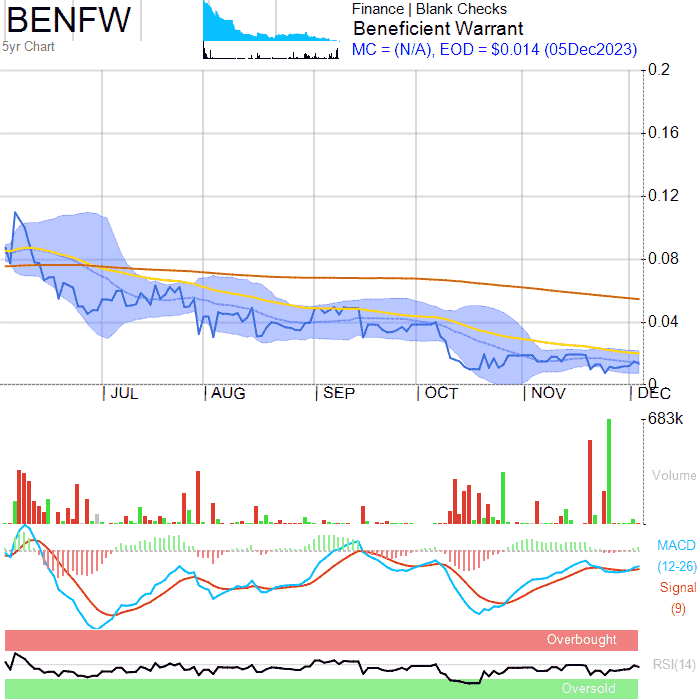 BENFW
5yr Chart
Finance | Blank Checks
Beneficient Warrant
MC = (N/A), EOD = $0.014 (05Dec2023)
0.2
0.16
0.12
0.08
0.04
0
JUL AUG SEP OCT NOV DEC
683k
Volume
MACD
(12-26)
Signal
(9)
Overbought
RSI(14)
Oversold